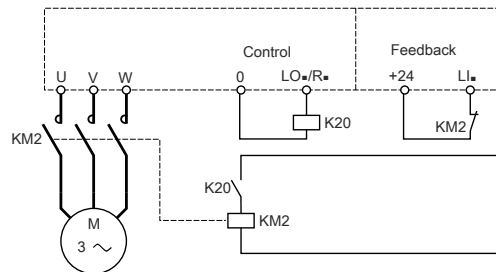 Control
Feedback
U
V
W
0
LO■/R■
+24
LI■
KM2
K20
KM2
K20
KM2
M
3 ~